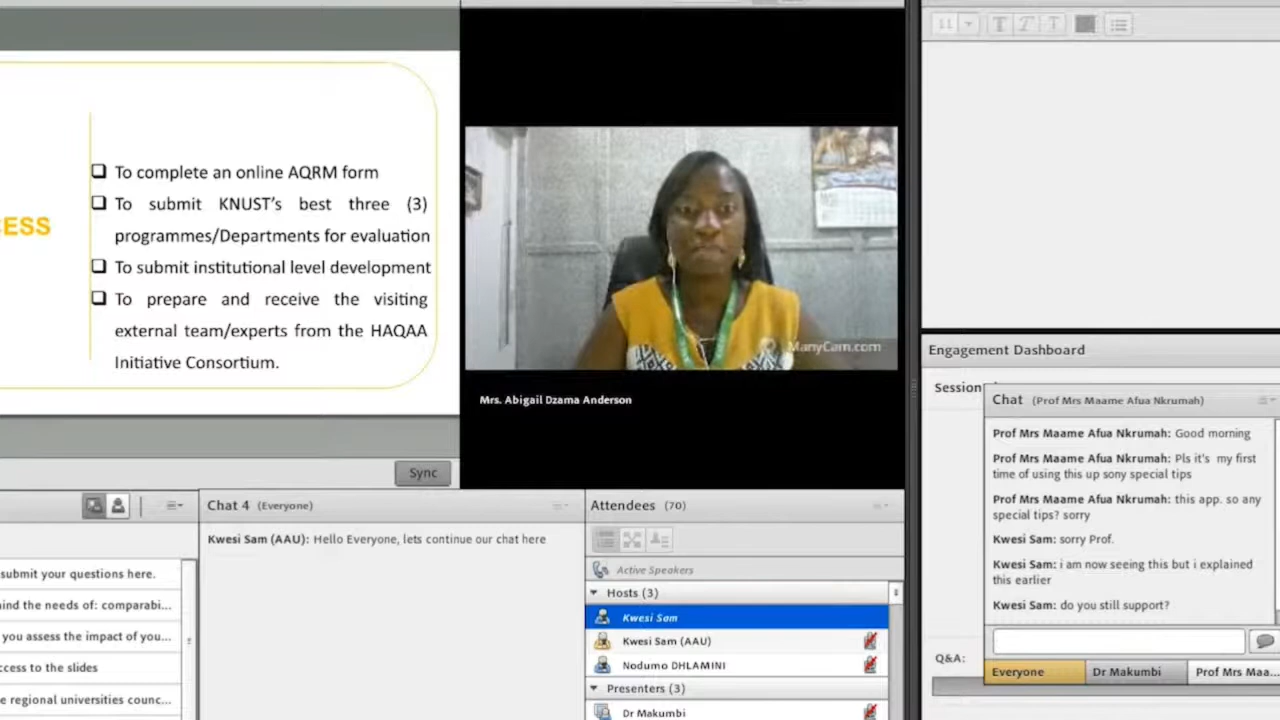 CESS
To complete an online AQRM form
To submit KNUST's best three (3)
programmes/Departments for evaluation
To submit institutional level development
To prepare and receive the visiting
external team/experts from the HAQAA
Initiative Consortium.
Sync
ManyCam.com
Mrs. Abigail Dzama Anderson
11
T T T
Engagement Dashboard
Session
Chat (Prof Mrs Maame Afua Nkrumah)
Prof Mrs Maame Afua Nkrumah: Good morning
Prof Mrs Maame Afua Nkrumah: Pls it's my first
time of using this up sony special tips
Prof Mrs Maame Afua Nkrumah: this app. so any
special tips? sorry
Kwesi Sam: sorry Prof.
Kwesi Sam: i am now seeing this but i explained
this earlier
Kwesi Sam: do you still support?
Q&A:
Everyone
Dr Makumbi
Prof Mrs Maa...
submit your questions here.
ind the needs of: comparabi...
you assess the impact of you...
ccess to the slides
e regional universities counc...
Chat 4 (Everyone)
Kwesi Sam (AAU): Hello Everyone, lets continue our chat here
Attendees (70)
Active Speakers
Hosts (3)
Kwesi Sam
Kwesi Sam (AAU)
Nodumo DHLAMINI
Presenters (3)
Dr Makumbi